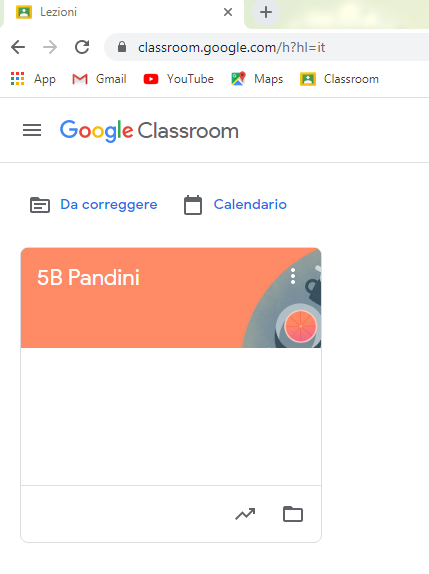 Lezioni
classroom.google.com/h?hl=it
App Gmail YouTube Maps Classroom
Google Classroom
Da correggere Calendario
5B Pandini